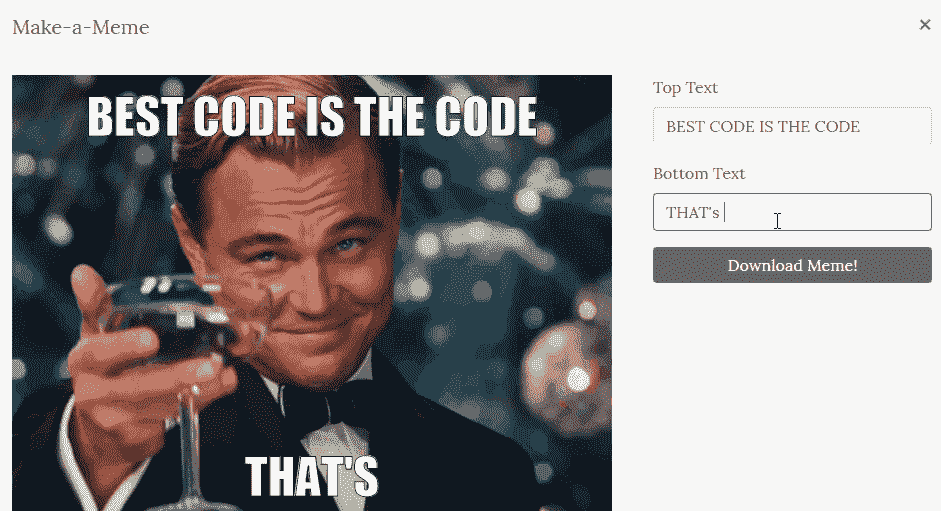 Make-a-Meme
×
BEST CODE IS THE CODE
THAT'S
Top Text
BEST CODE IS THE CODE
Bottom Text
THAT's
Download Meme!